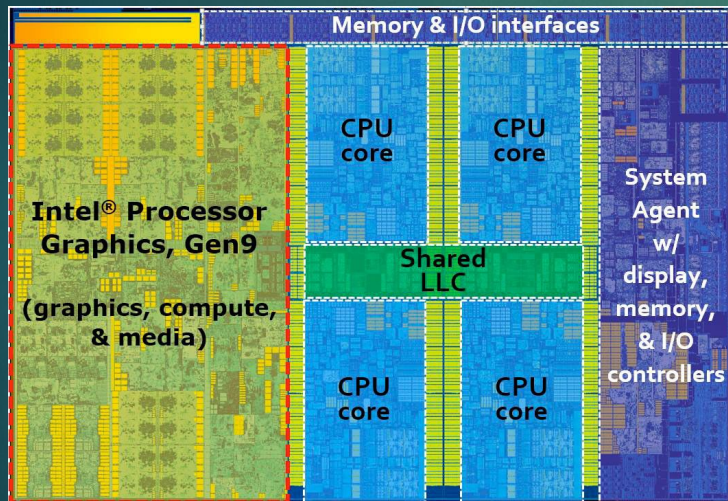 Memory & I/O interfaces
Intel® Processor
Graphics, Gen9
(graphics, compute,
& media)
CPU
core
CPU
core
Shared
LLC
CPU
core
CPU
core
System
Agent
w/
display,
memory,
& I/O
controllers